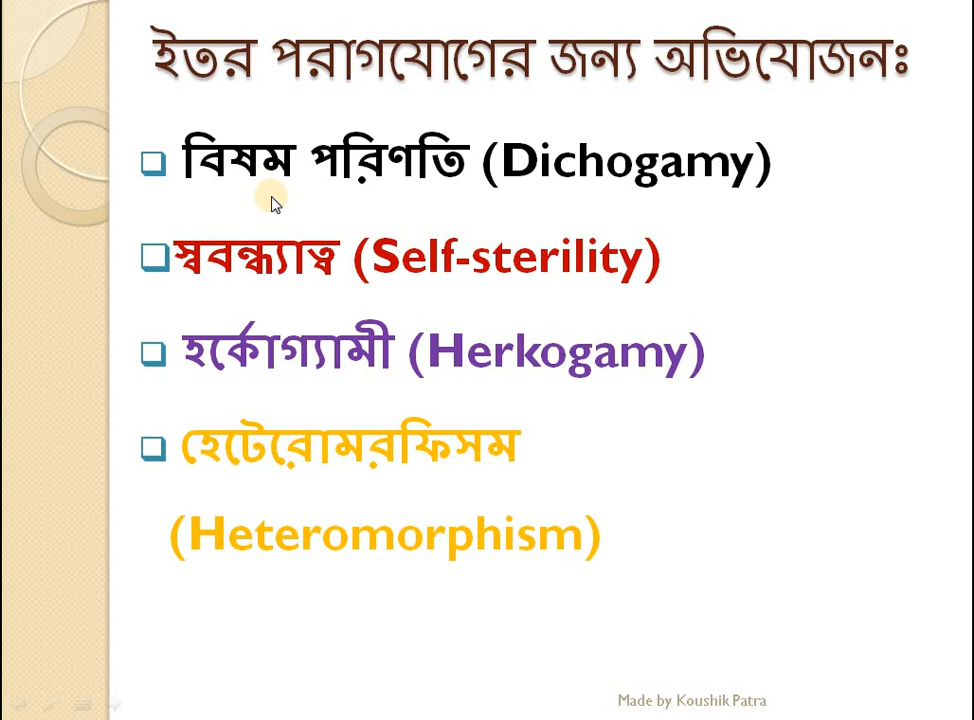 ইতর পরাগযোগের জন্য অভিযোজনঃ
বিষম পরিণতি (Dichogamy)
স্ববন্ধ্যাত্ব (Self-sterility)
হর্কোগ্যামী (Herkogamy)
হেটেরোমরফিসম
(Heteromorphism)
Made by Koushik Patra